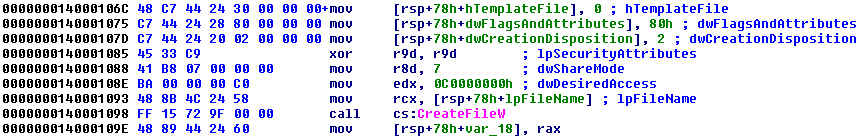 000000014000106C 48 C7 44 24 30 00 00 00+mov [rsp+78h+hTemplateFile], 0 ; hTemplateFile
0000000140001075 C7 44 24 28 80 00 00 00 mov [rsp+78h+dwFlagsAndAttributes], 80h ; dwFlagsAndAttributes
000000014000107D C7 44 24 20 02 00 00 00 mov [rsp+78h+dwCreationDisposition], 2 ; dwCreationDisposition
0000000140001085 45 33 C9 xor r9d, r9d ; lpSecurityAttributes
0000000140001088 41 B8 07 00 00 00 mov r8d, 7 ; dwShareMode
000000014000108E BA 00 00 00 C0 mov edx, 0C0000000h ; dwDesiredAccess
0000000140001093 48 8B 4C 24 58 mov rcx, [rsp+78h+lpFileName] ; lpFileName
0000000140001098 FF 15 72 9F 00 00 call cs:CreateFileW
000000014000109E 48 89 44 24 60 mov [rsp+78h+var_18], rax